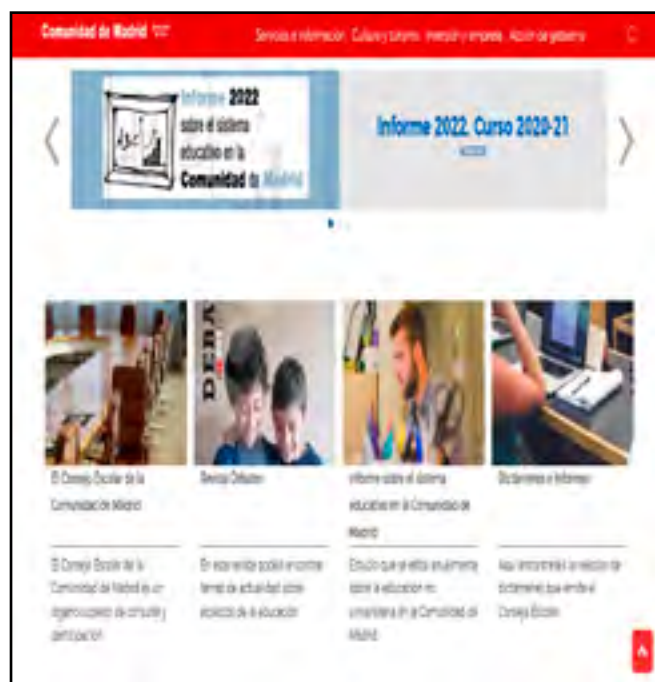 Comunidad de Madrid
Servicios e información Cultura y turismo Inversión y empresa Acción de gobierno
Informe 2022
sobre el sistema
educativo en la
Comunidad de Madrid
Informe 2022. Curso 2020-21
DEBA
El Consejo Escolar de la
Comunidad de Madrid
Revista Debates
Informe sobre el sistema
educativo en la Comunidad de
Madrid
Dictámenes e Informes
El Consejo Escolar de la
Comunidad de Madrid es un
órgano superior de consulta y
participación
En esta revista podrá encontrar
temas de actualidad sobre
aspectos de la educación
Estudio que se edita anualmente
sobre la educación no
universitaria en la Comunidad de
Madrid
Aquí encontrarás la relación de
dictámenes que emite el
Consejo Escolar